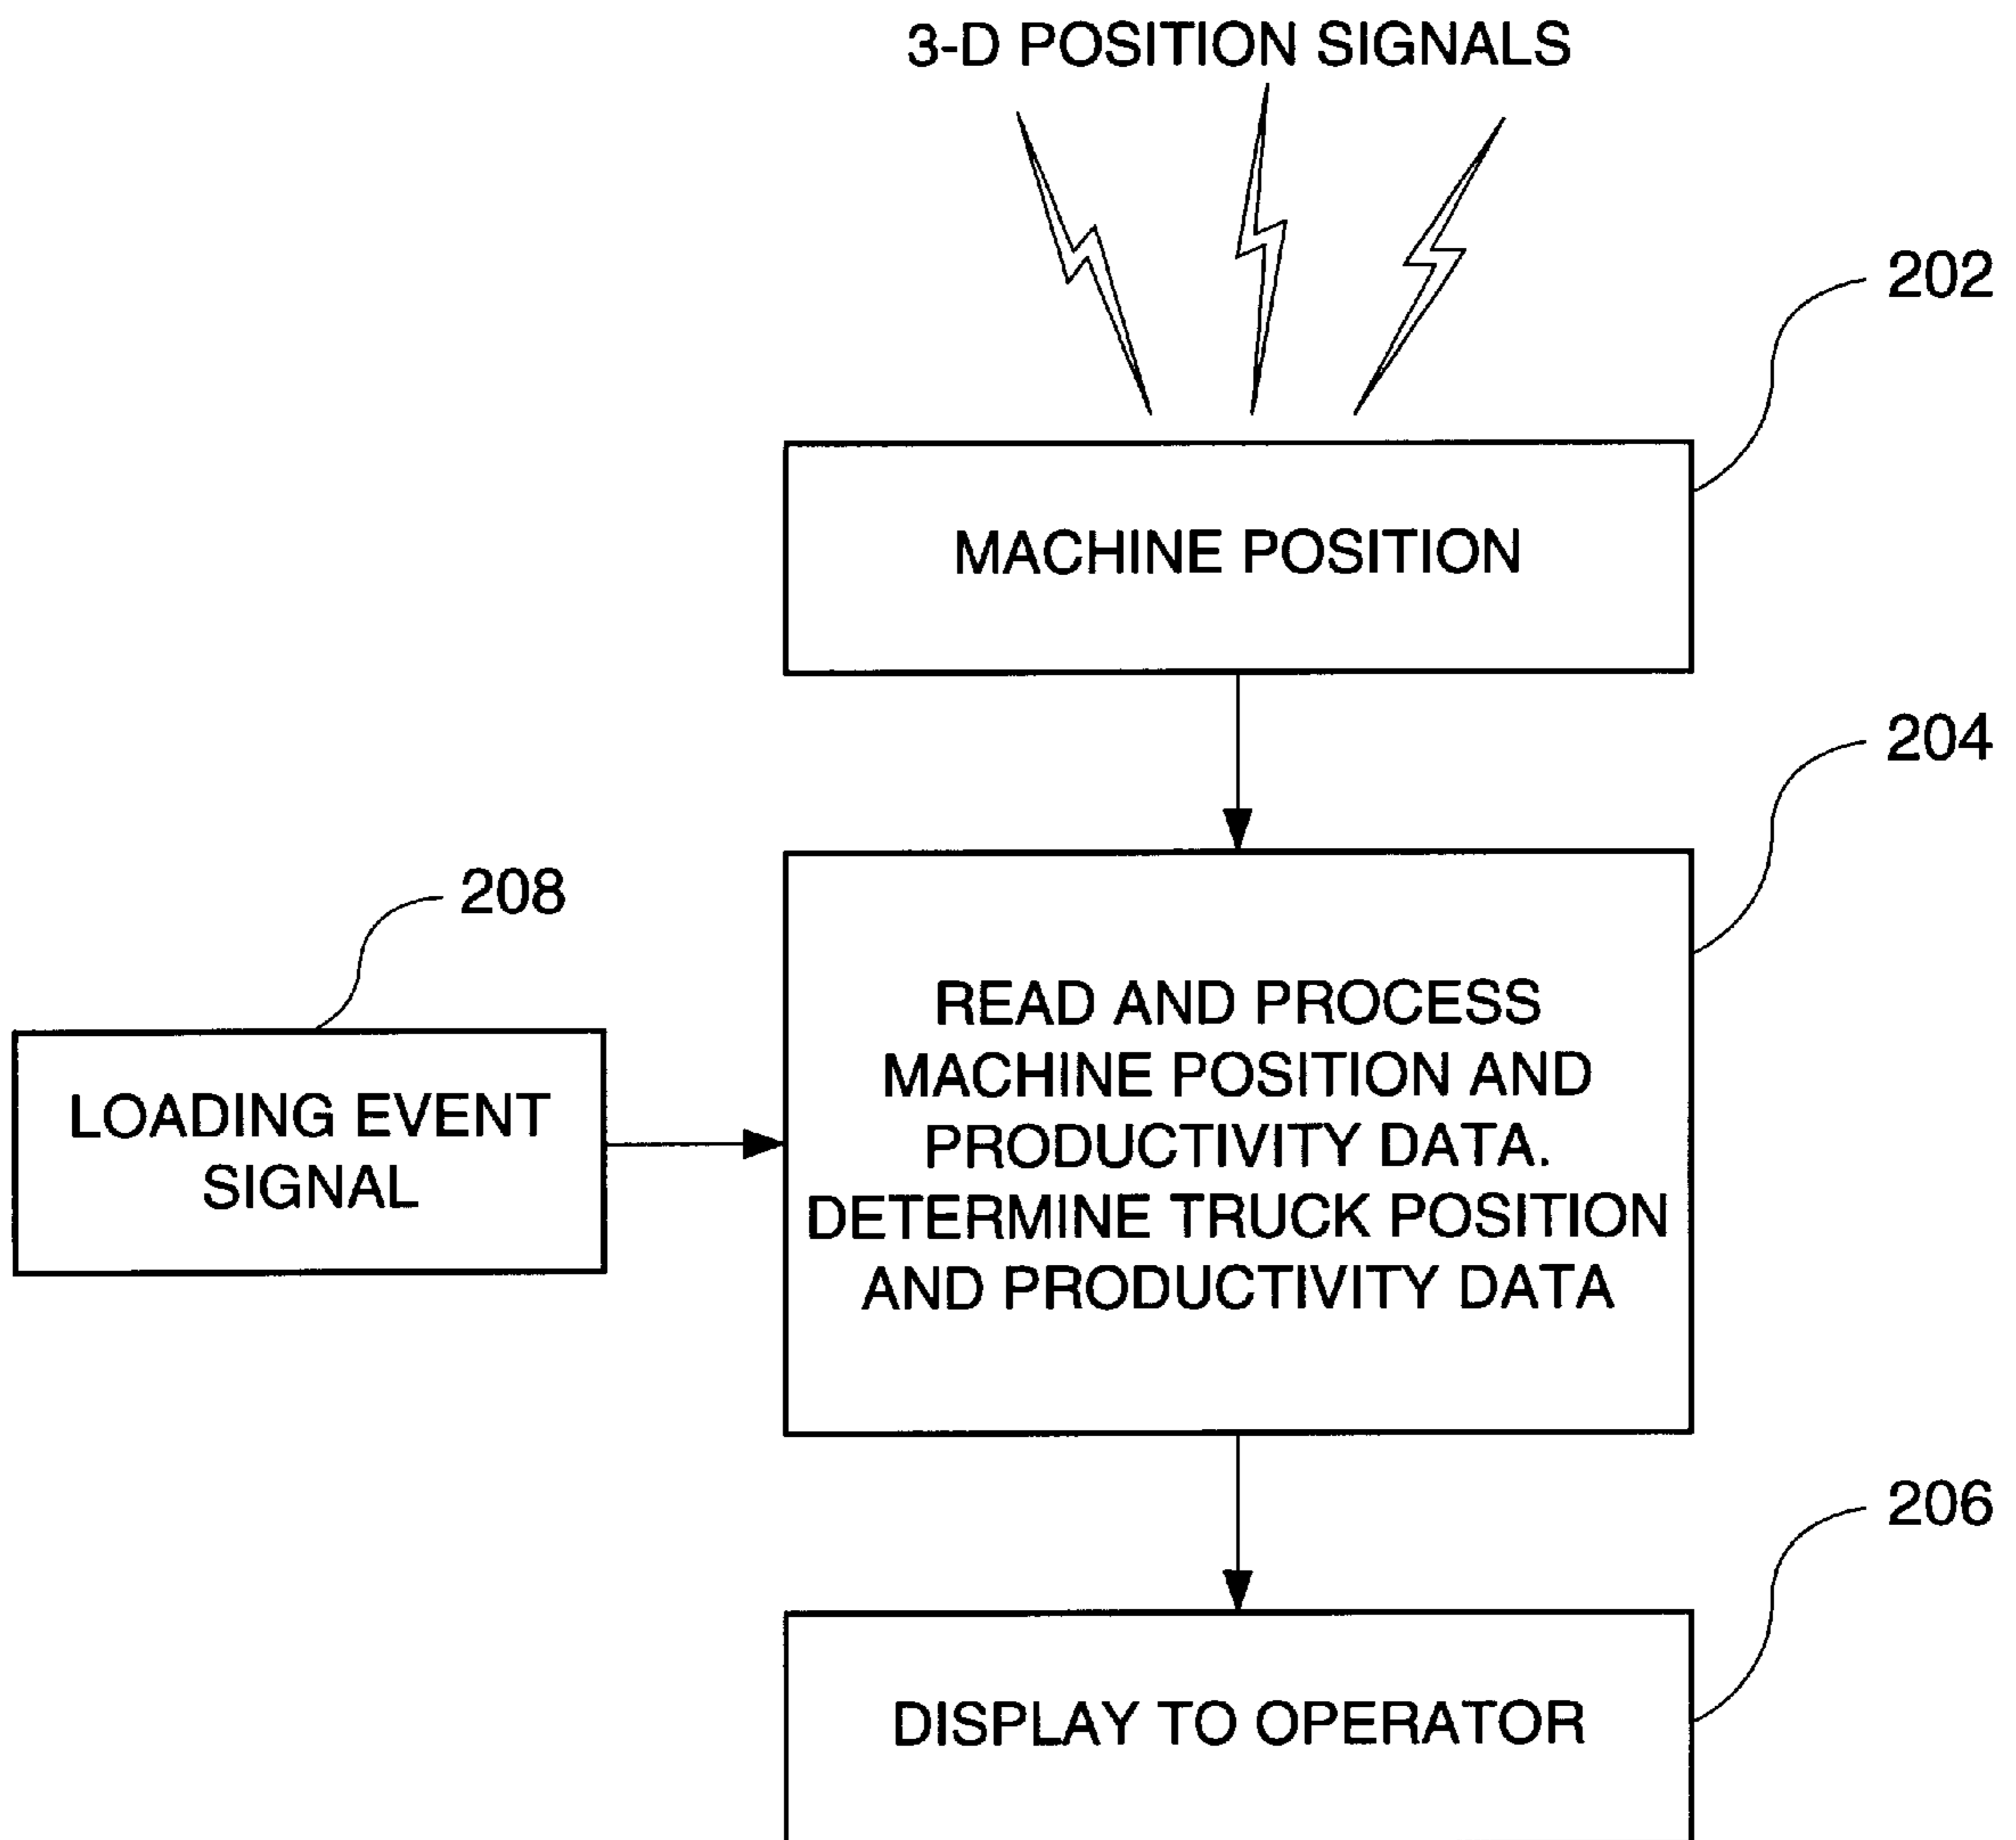 3-D POSITION SIGNALS
202
MACHINE POSITION
204
208
READ AND PROCESS
MACHINE POSITION AND
PRODUCTIVITY DATA.
DETERMINE TRUCK POSITION
AND PRODUCTIVITY DATA
LOADING EVENT
SIGNAL
206
DISPLAY TO OPERATOR